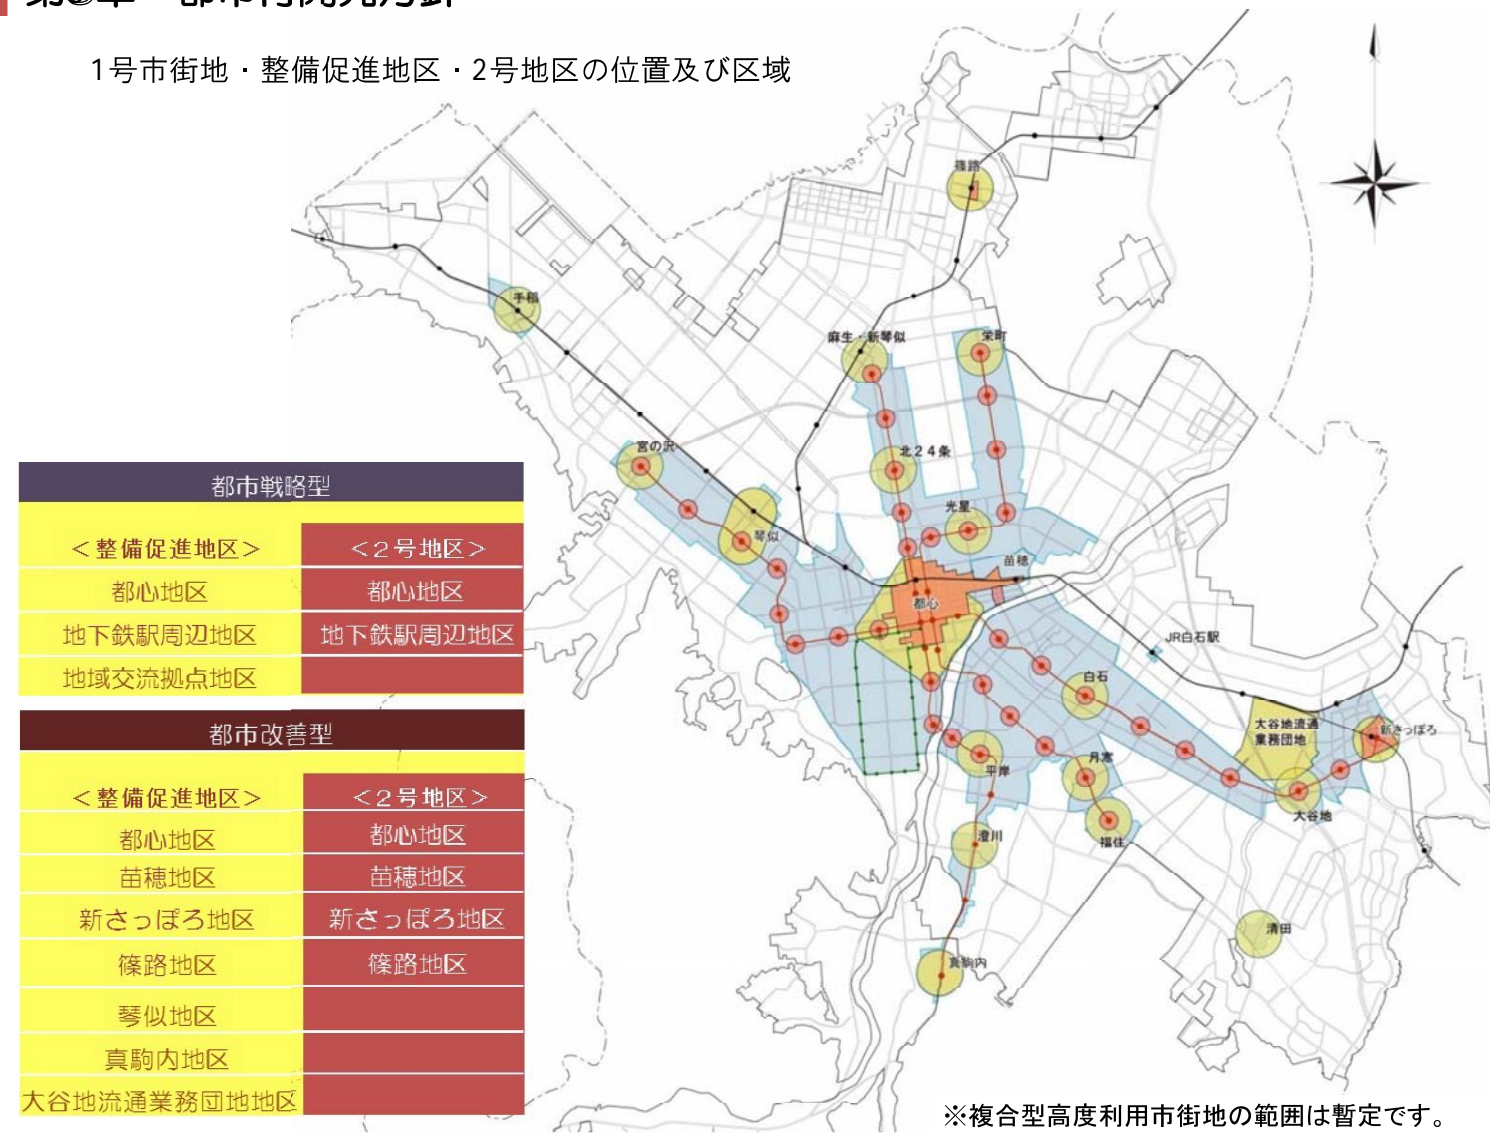 1号市街地・整備促進地区・2号地区の位置及び区域
篠路
手稲
麻生・新琴似
栄町
宮の沢
北24条
琴似
光星
苗穂
都心
JR白石駅
白石
大谷地流通
業務団地
新さっぽろ
平岸
月寒
大谷地
澄川
福住
清田
真駒内
都市戦略型
＜整備促進地区＞ ＜2号地区＞
都心地区 都心地区
地下鉄駅周辺地区 地下鉄駅周辺地区
地域交流拠点地区
都市改善型
＜整備促進地区＞ ＜2号地区＞
都心地区 都心地区
苗穂地区 苗穂地区
新さっぽろ地区 新さっぽろ地区
篠路地区 篠路地区
琴似地区
真駒内地区
大谷地流通業務団地地区
※複合型高度利用市街地の範囲は暫定です。